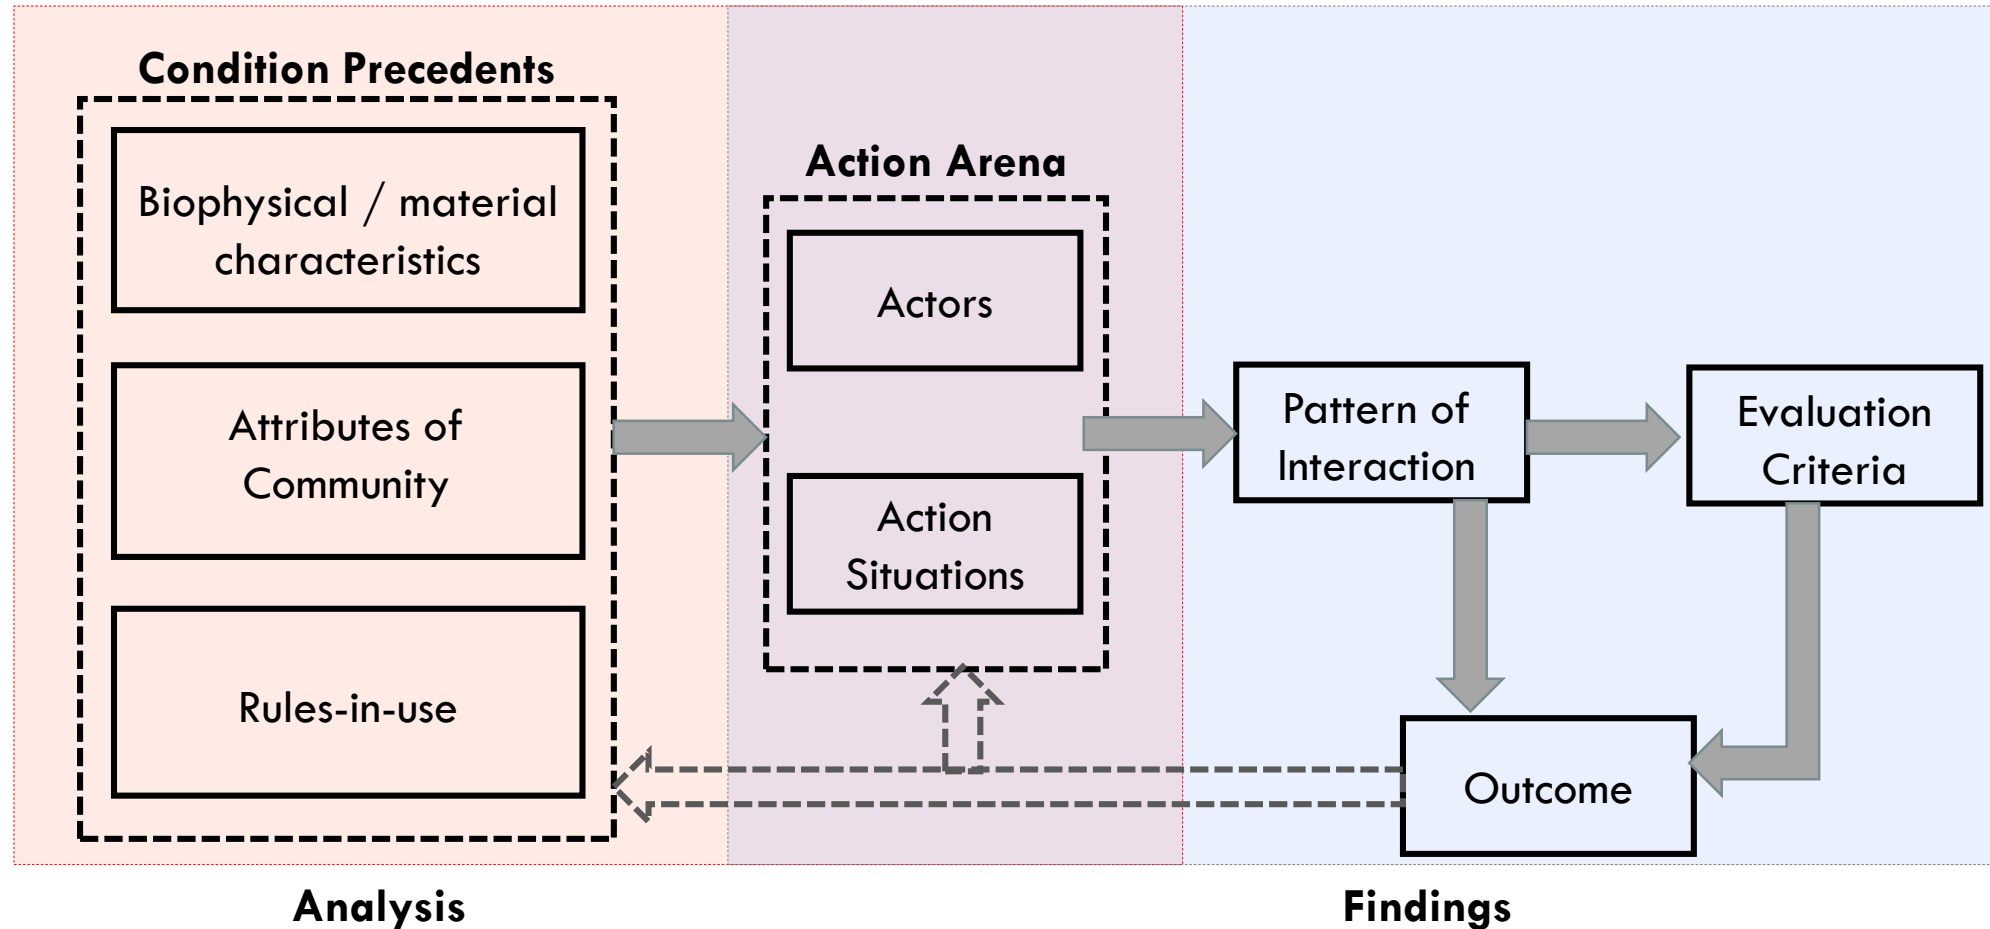 Condition Precedents
Biophysical / material
characteristics
Attributes of
Community
Rules-in-use
Action Arena
Actors
Action
Situations
Pattern of
Interaction
Evaluation
Criteria
Outcome
Analysis
Findings